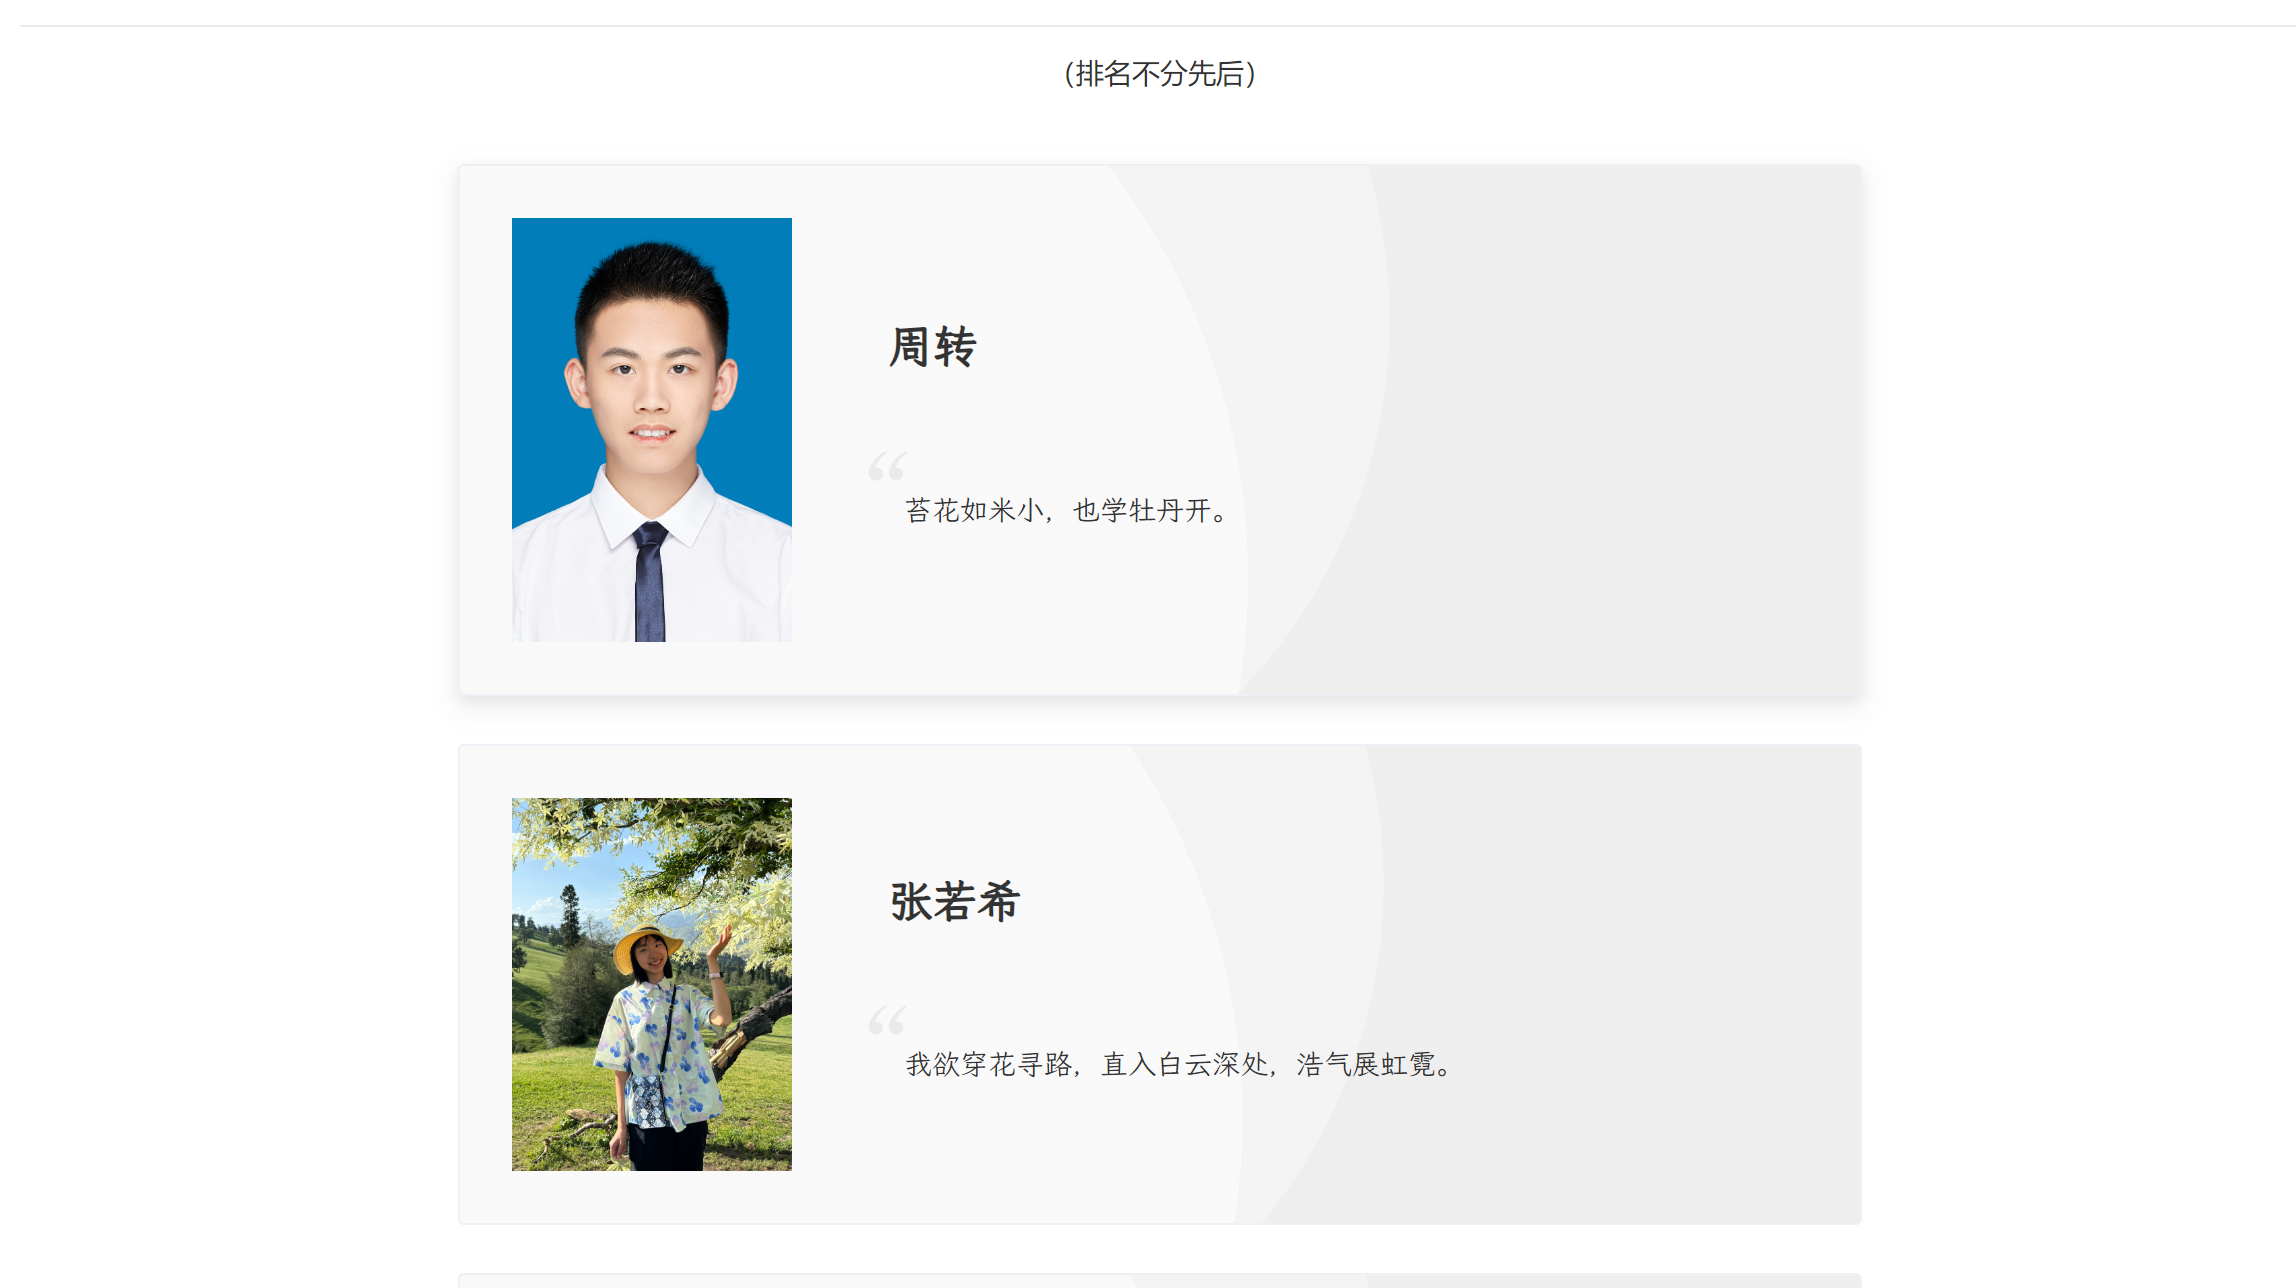 （排名不分先后）
周转
“
苔花如米小，也学牡丹开。
张若希
“
我欲穿花寻路，直入白云深处，浩气展虹霓。